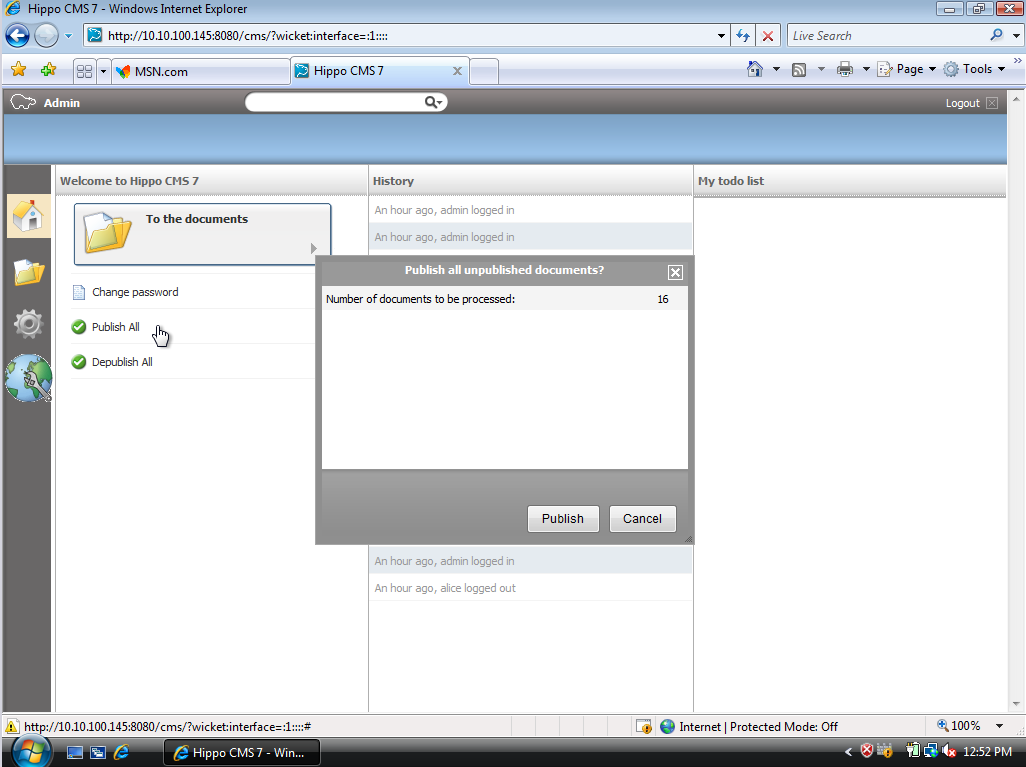 Hippo CMS 7 - Windows Internet Explorer
http://10.10.100.145:8080/cms/?wicket:interface=:1::::
Live Search
MSN.com
Hippo CMS 7
Page
Tools
Admin
Logout
Welcome to Hippo CMS 7
History
My todo list
To the documents
An hour ago, admin logged in
An hour ago, admin logged in
Publish all unpublished documents?
Change password
Number of documents to be processed: 16
Publish All
Depublish All
Publish Cancel
An hour ago, admin logged in
An hour ago, alice logged out
http://10.10.100.145:8080/cms/?wicket:interface=:1::::#
Internet | Protected Mode: Off
100%
Hippo CMS 7 - Win...
12:52 PM